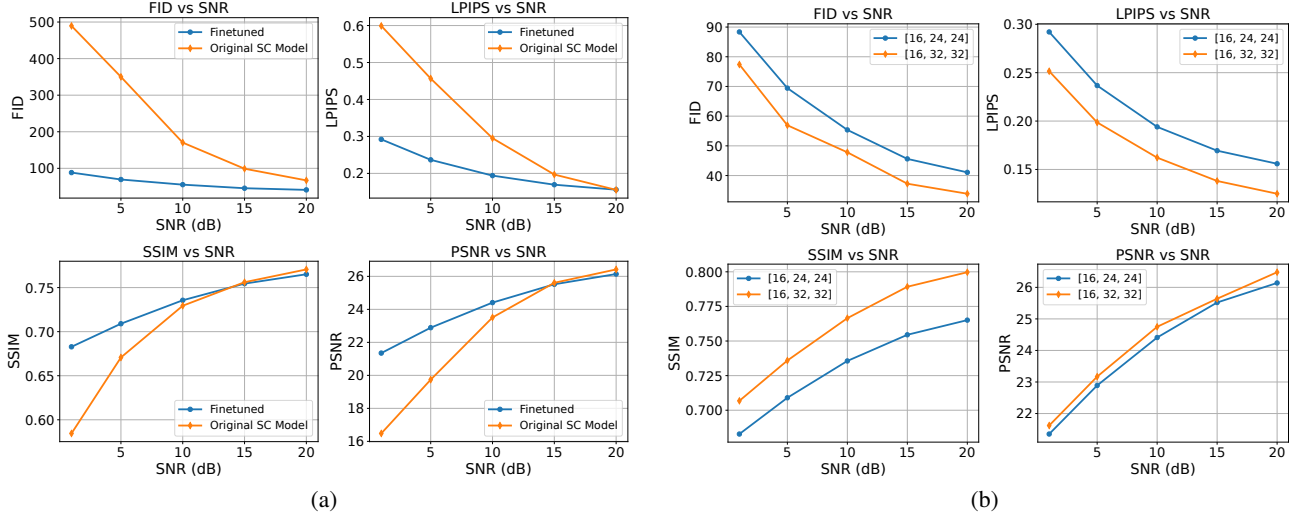 FID vs SNR
500
400
300
200
100
FID
5 10 15 20
SNR (dB)
Finetuned
Original SC Model
LPIPS vs SNR
0.6
0.5
0.4
0.3
0.2
LPIPS
5 10 15 20
SNR (dB)
Finetuned
Original SC Model
SSIM vs SNR
0.75
0.70
0.65
0.60
SSIM
5 10 15 20
SNR (dB)
Finetuned
Original SC Model
PSNR vs SNR
26
24
22
20
18
16
PSNR
5 10 15 20
SNR (dB)
Finetuned
Original SC Model
(a)
FID vs SNR
90
80
70
60
50
40
FID
5 10 15 20
SNR (dB)
[16, 24, 24]
[16, 32, 32]
LPIPS vs SNR
0.30
0.25
0.20
0.15
LPIPS
5 10 15 20
SNR (dB)
[16, 24, 24]
[16, 32, 32]
SSIM vs SNR
0.800
0.775
0.750
0.725
0.700
SSIM
5 10 15 20
SNR (dB)
[16, 24, 24]
[16, 32, 32]
PSNR vs SNR
26
25
24
23
22
PSNR
5 10 15 20
SNR (dB)
[16, 24, 24]
[16, 32, 32]
(b)